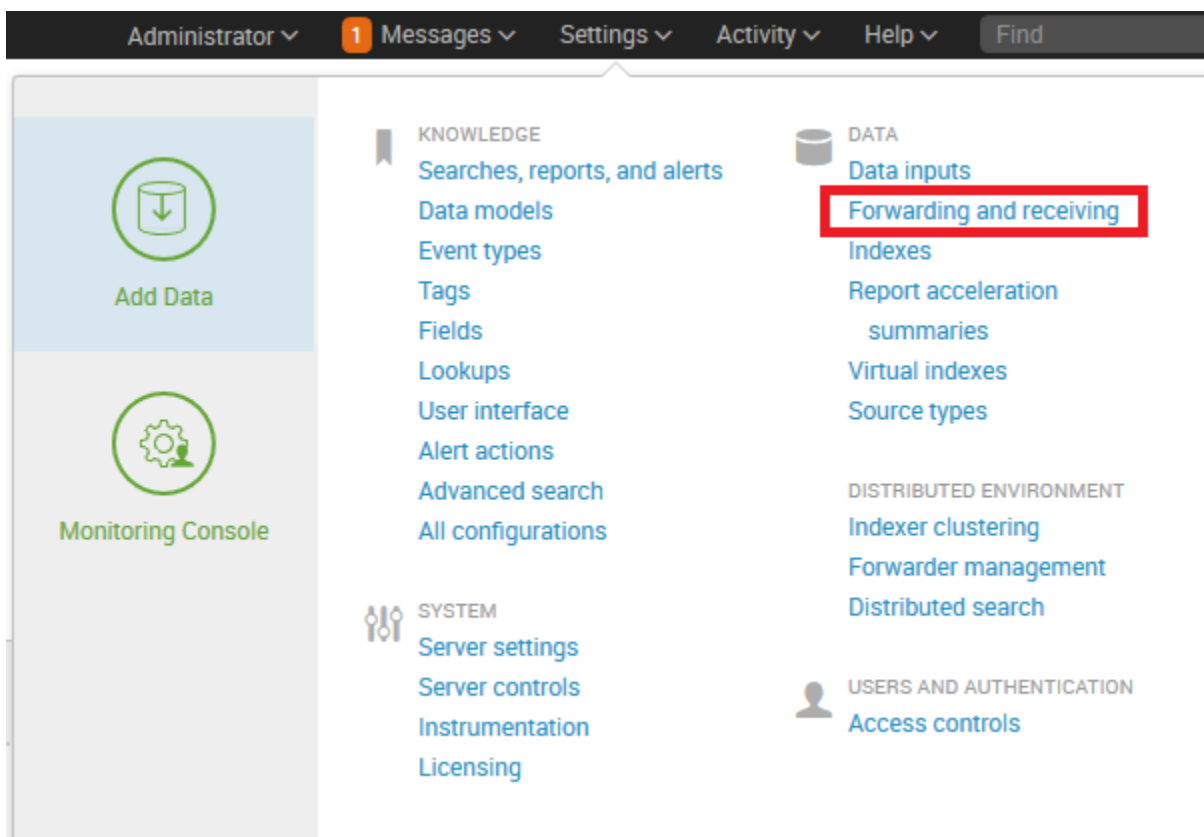 Administrator 1 Messages Settings Activity Help Find
Add Data
Monitoring Console
KNOWLEDGE
Searches, reports, and alerts
Data models
Event types
Tags
Fields
Lookups
User interface
Alert actions
Advanced search
All configurations
SYSTEM
Server settings
Server controls
Instrumentation
Licensing
DATA
Data inputs
Forwarding and receiving
Indexes
Report acceleration
summaries
Virtual indexes
Source types
DISTRIBUTED ENVIRONMENT
Indexer clustering
Forwarder management
Distributed search
USERS AND AUTHENTICATION
Access controls